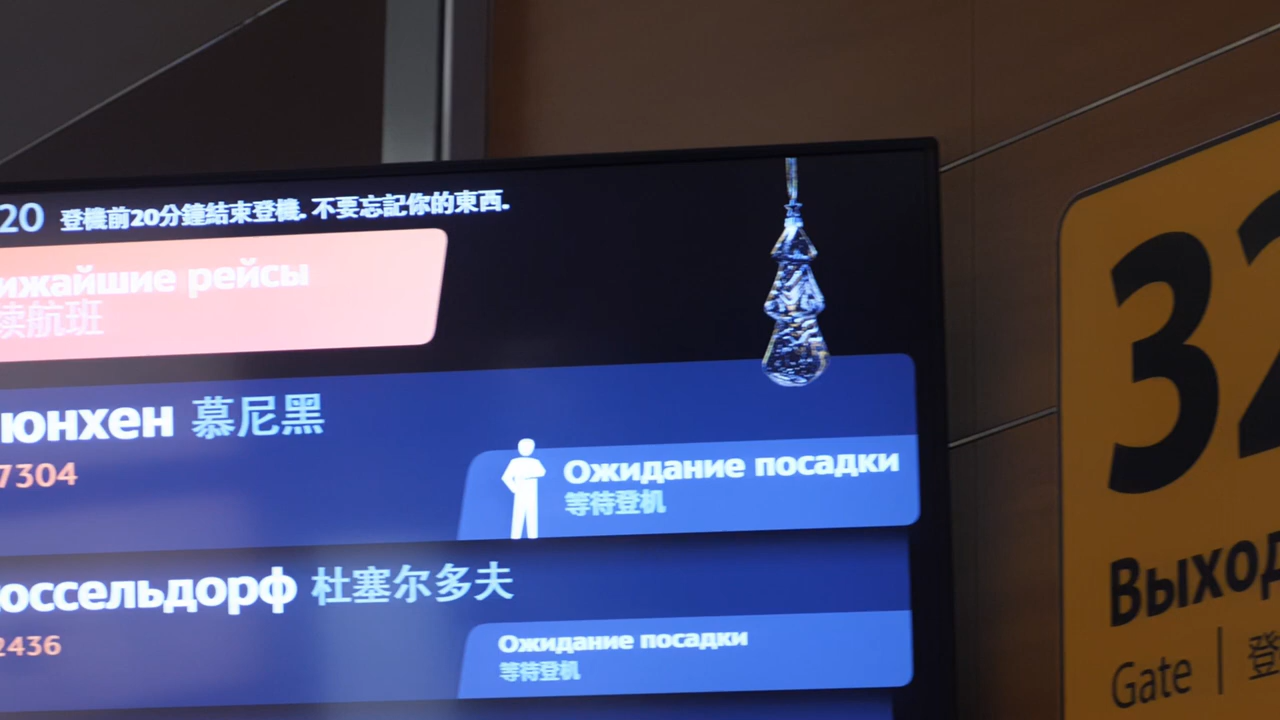 20 登機前20分鐘結束登機. 不要忘記你的東西.
ижайшие рейсы
续航班
юнхен 慕尼黑
7304
Ожидание посадки
等待登机
оссельдорф 杜塞尔多夫
2436
Ожидание посадки
等待登机
32
Выход
Gate | 登